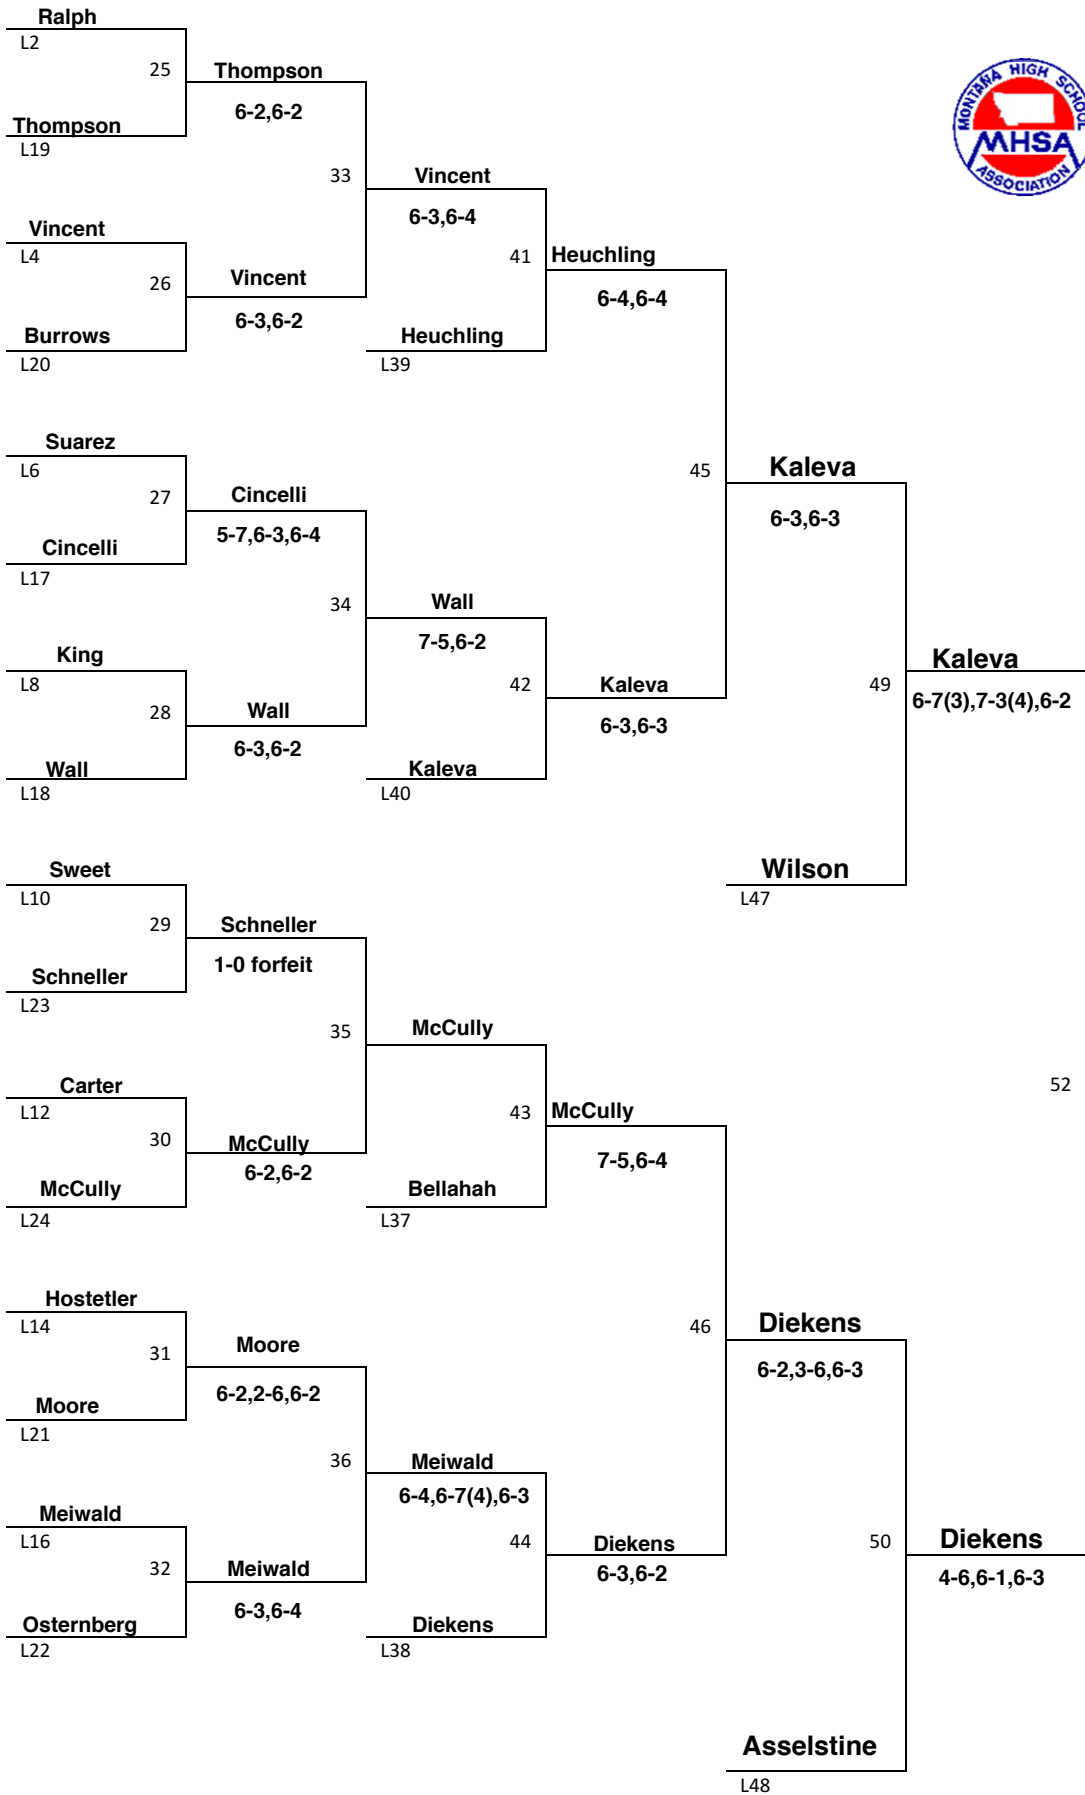 Ralph
L2
25
Thompson
6-2,6-2
Thompson
L19
MONTANA HIGH SCHOOL
MHSA
ASSOCIATION
33
Vincent
6-3,6-4
Vincent
L4
26
Vincent
6-3,6-2
41
Heuchling
6-4,6-4
Burrows
L20
Heuchling
L39
Suarez
L6
27
Cincelli
5-7,6-3,6-4
45
Kaleva
6-3,6-3
Cincelli
L17
34
Wall
7-5,6-2
King
L8
28
Wall
6-3,6-2
42
Kaleva
6-3,6-3
49
Kaleva
6-7(3),7-3(4),6-2
Wall
L18
Kaleva
L40
Sweet
L10
29
Schneller
1-0 forfeit
Wilson
L47
Schneller
L23
35
McCully
Carter
L12
30
McCully
6-2,6-2
43
McCully
7-5,6-4
52
McCully
L24
Bellahah
L37
Hostetler
L14
31
Moore
6-2,2-6,6-2
46
Diekens
6-2,3-6,6-3
Moore
L21
36
Meiwald
6-4,6-7(4),6-3
Meiwald
L16
32
Meiwald
6-3,6-4
44
Diekens
6-3,6-2
50
Diekens
4-6,6-1,6-3
Osternberg
L22
Diekens
L38
Asselstine
L48